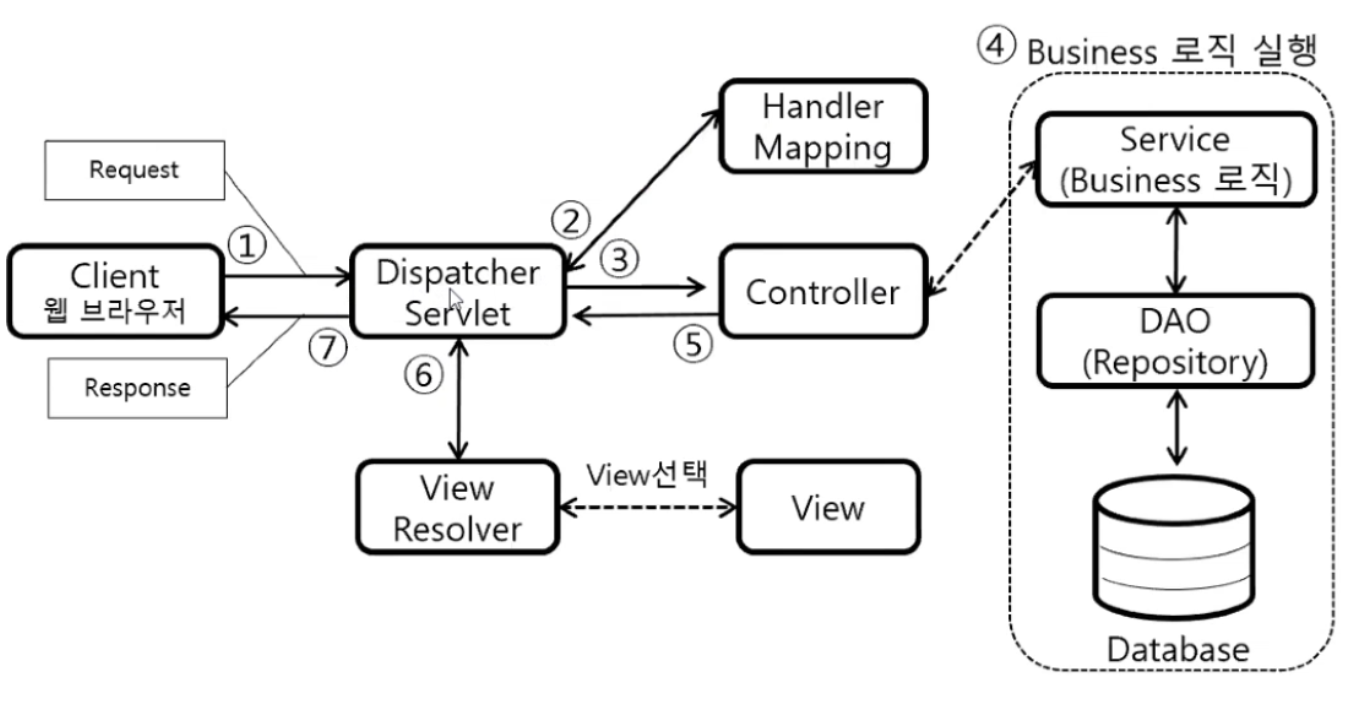 ④ Business 로직 실행
Handler
Mapping
Service
(Business 로직)
Request
①
②
③
Client
웹 브라우저
Dispatcher
Servlet
Controller
DAO
(Repository)
⑦
⑥
⑤
Response
View
Resolver
View선택
View
Database